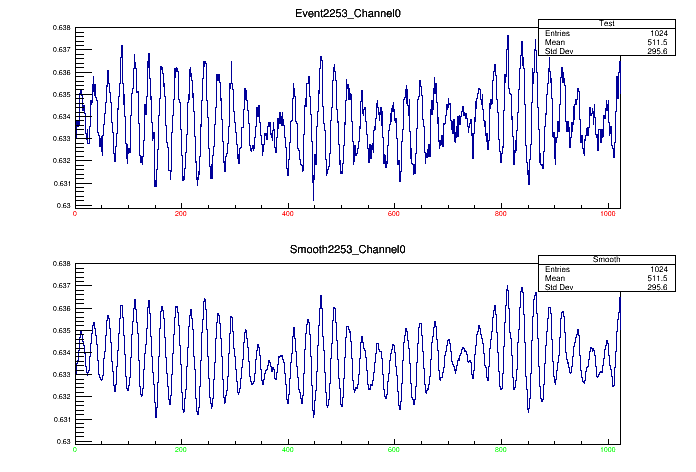 Event2253_Channel0
Test
Entries 1024
Mean 511.5
Std Dev 295.6
0.638
0.637
0.636
0.635
0.634
0.633
0.632
0.631
0.63
0 200 400 600 800 1000
Smooth2253_Channel0
Smooth
Entries 1024
Mean 511.5
Std Dev 295.6
0.638
0.637
0.636
0.635
0.634
0.633
0.632
0.631
0.63
0 200 400 600 800 1000